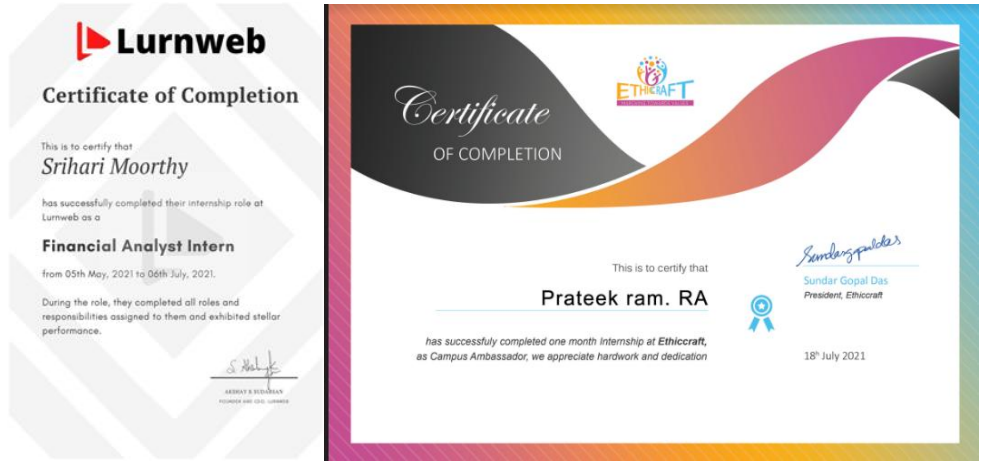 Lurnweb
Certificate of Completion
This is to certify that
Srihari Moorthy
has successfully completed their internship role at
Lurnweb as a
Financial Analyst Intern
from 05th May, 2021 to 06th July, 2021.
During the role, they completed all roles and
responsibilities assigned to them and exhibited stellar
performance.
AKSHAY S SUDARSAN
FOUNDER AND CEO, LURNWEB
Certificate
OF COMPLETION
ETHICRAFT
This is to certify that
Prateek ram. RA
has successfuly completed one month Internship at Ethiccraft,
as Campus Ambassador, we appreciate hardwork and dedication
Sundargopaldas
Sundar Gopal Das
President, Ethiccraft
18th July 2021